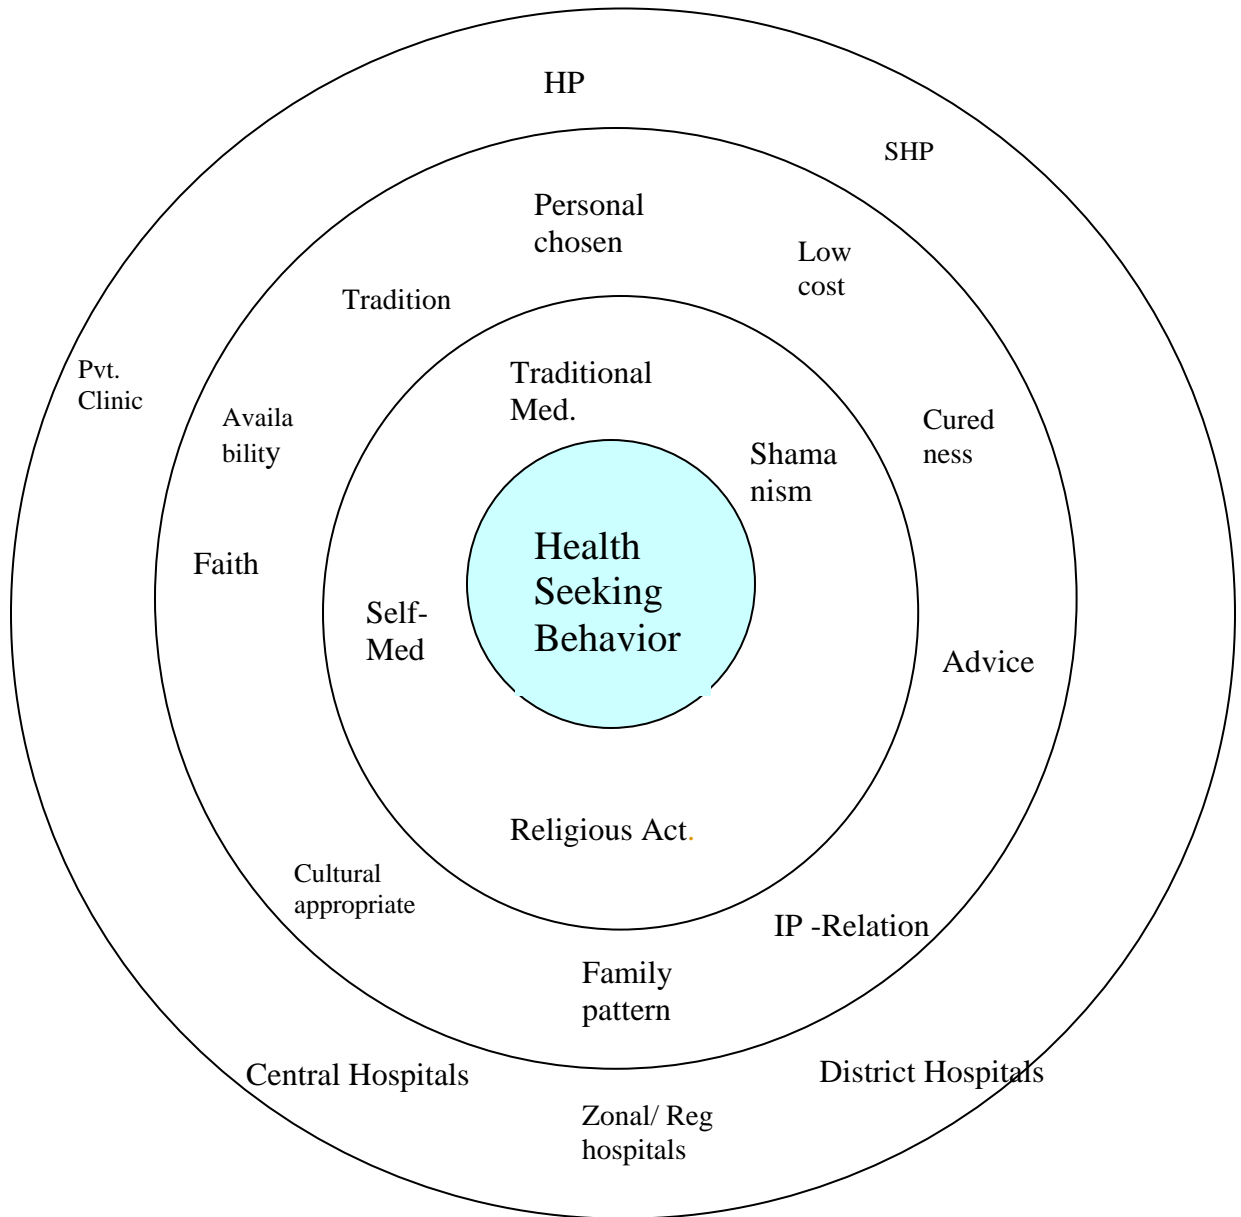 HP
SHP
Personal
chosen
Low
cost
Tradition
Pvt.
Clinic
Traditional
Med.
Availa
bility
Cured
ness
Shama
nism
Health
Seeking
Behavior
Faith
Self-
Med
Advice
Religious Act.
Cultural
appropriate
IP -Relation
Family
pattern
Central Hospitals
District Hospitals
Zonal/ Reg
hospitals